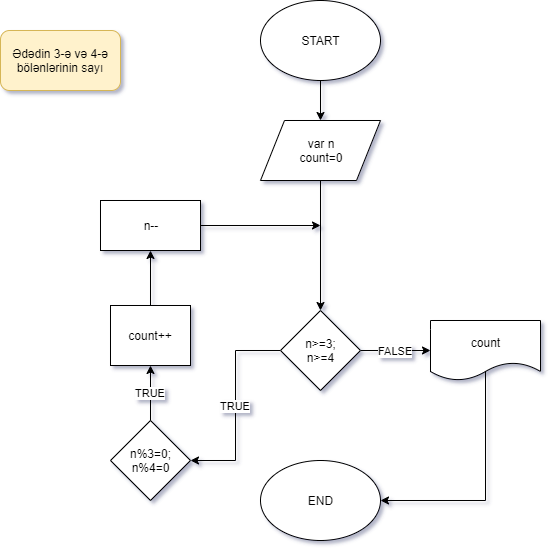 Ədədin 3-ə və 4-ə
bölənlərinin sayı
START
var n
count=0
n--
n>=3;
n>=4
FALSE
count
count++
TRUE
TRUE
n%3=0;
n%4=0
END